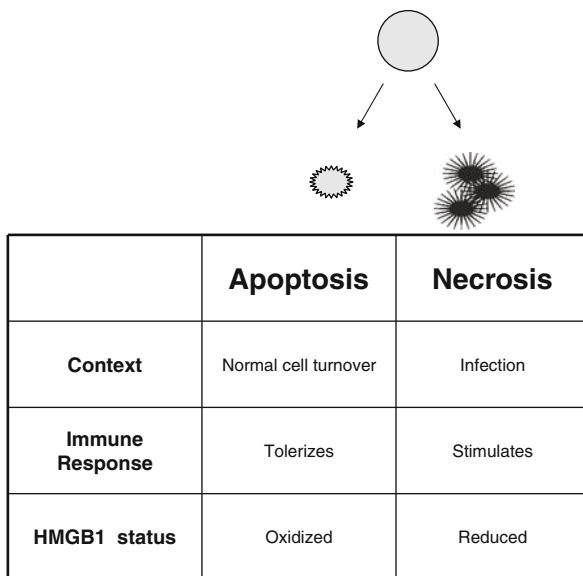 Apoptosis Necrosis
Context Normal cell turnover Infection
Immune
Response Tolerizes Stimulates
HMGB1 status Oxidized Reduced